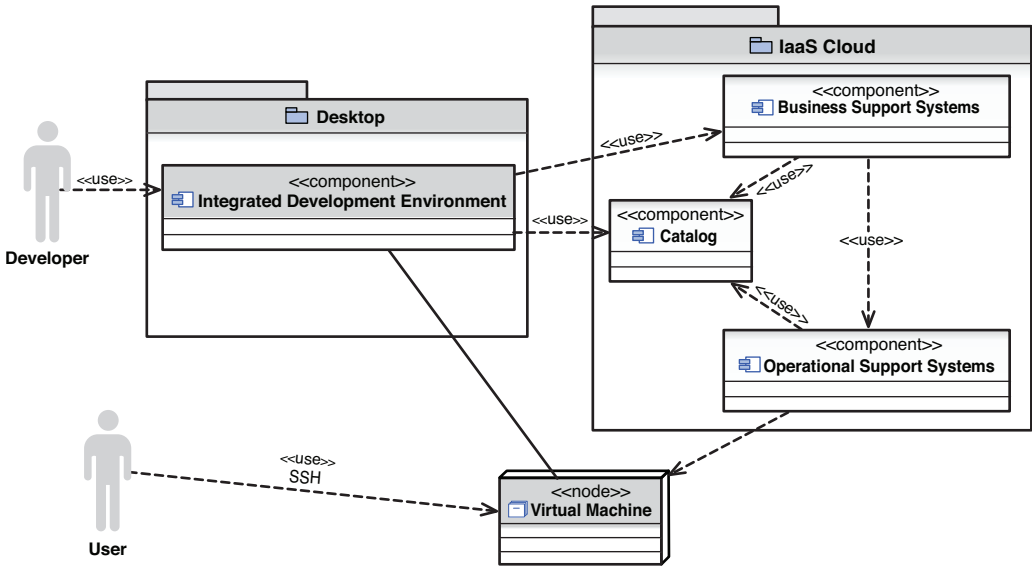 IaaS Cloud
<<component>>
Business Support Systems
Desktop
<<use>>
<<use>>
<<component>>
Integrated Development Environment
<<use>>
<<use>>
<<component>>
Catalog
<<use>>
Developer
<<use>>
<<component>>
Operational Support Systems
<<use>>
SSH
<<node>>
Virtual Machine
User